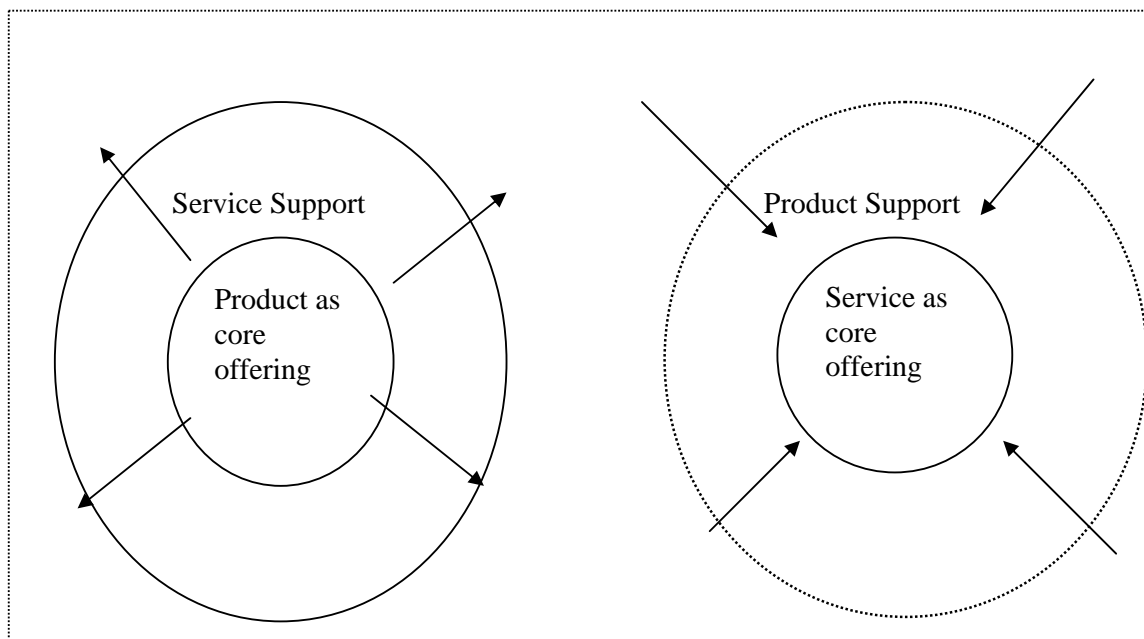 Service Support
Product as
core
offering
Product Support
Service as
core
offering